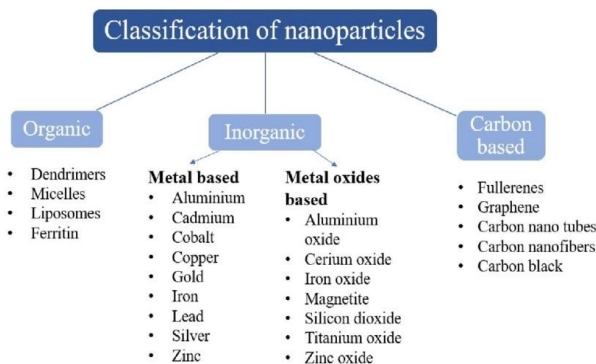 Classification of nanoparticles
Organic
• Dendrimers
• Micelles
• Liposomes
• Ferritin
Inorganic
Metal based
• Aluminium
• Cadmium
• Cobalt
• Copper
• Gold
• Iron
• Lead
• Silver
• Zinc
Metal oxides
based
• Aluminium
oxide
• Cerium oxide
• Iron oxide
• Magnetite
• Silicon dioxide
• Titanium oxide
• Zinc oxide
Carbon
based
• Fullerenes
• Graphene
• Carbon nano tubes
• Carbon nanofibers
• Carbon black